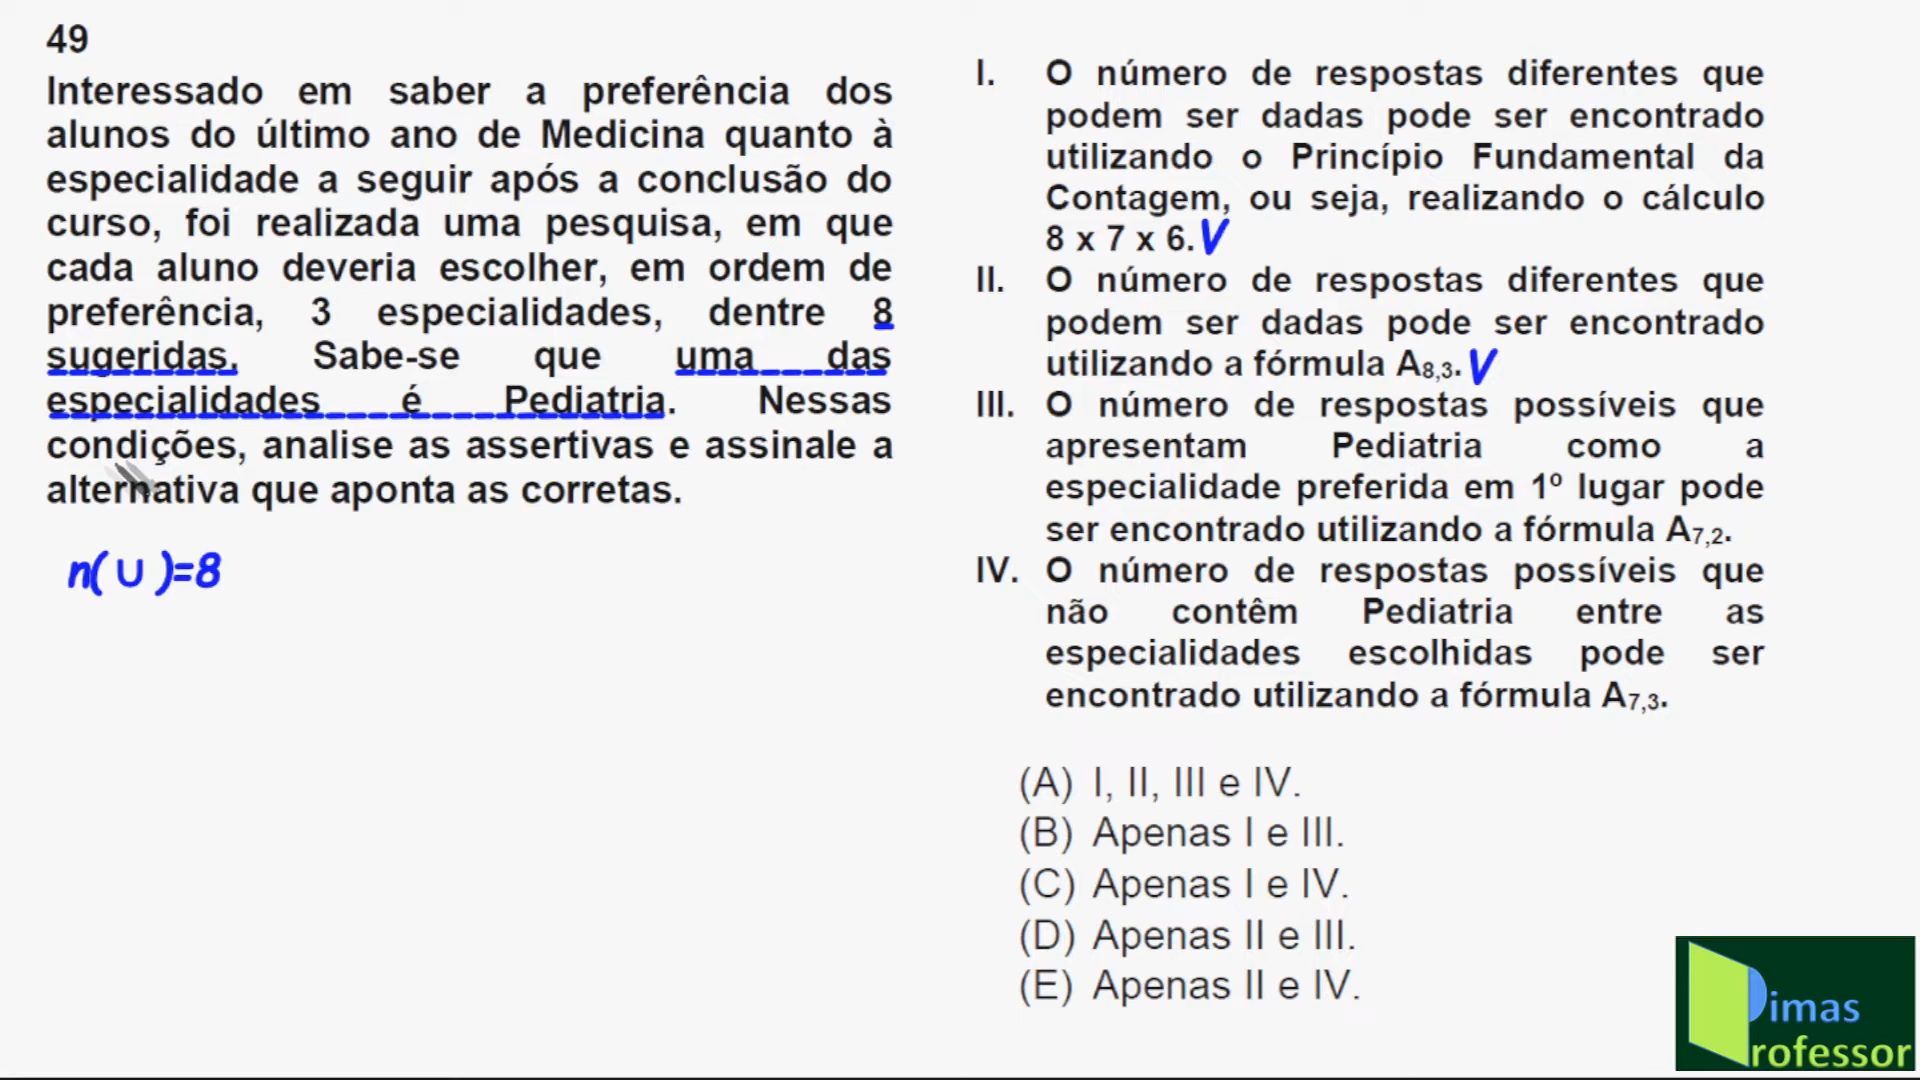 49
Interessado em saber a preferência dos
alunos do último ano de Medicina quanto à
especialidade a seguir após a conclusão do
curso, foi realizada uma pesquisa, em que
cada aluno deveria escolher, em ordem de
preferência, 3 especialidades, dentre 8
sugeridas. Sabe-se que uma das
especialidades é Pediatria. Nessas
condições, analise as assertivas e assinale a
alternativa que aponta as corretas.
n( U )=8
I. O número de respostas diferentes que
podem ser dadas pode ser encontrado
utilizando o Princípio Fundamental da
Contagem, ou seja, realizando o cálculo
8 x 7 x 6. V
II. O número de respostas diferentes que
podem ser dadas pode ser encontrado
utilizando a fórmula A8,3. V
III. O número de respostas possíveis que
apresentam Pediatria como a
especialidade preferida em 1º lugar pode
ser encontrado utilizando a fórmula A7,2.
IV. O número de respostas possíveis que
não contêm Pediatria entre as
especialidades escolhidas pode ser
encontrado utilizando a fórmula A7,3.
(A) I, II, III e IV.
(B) Apenas I e III.
(C) Apenas I e IV.
(D) Apenas II e III.
(E) Apenas II e IV.
Dimas
Professor